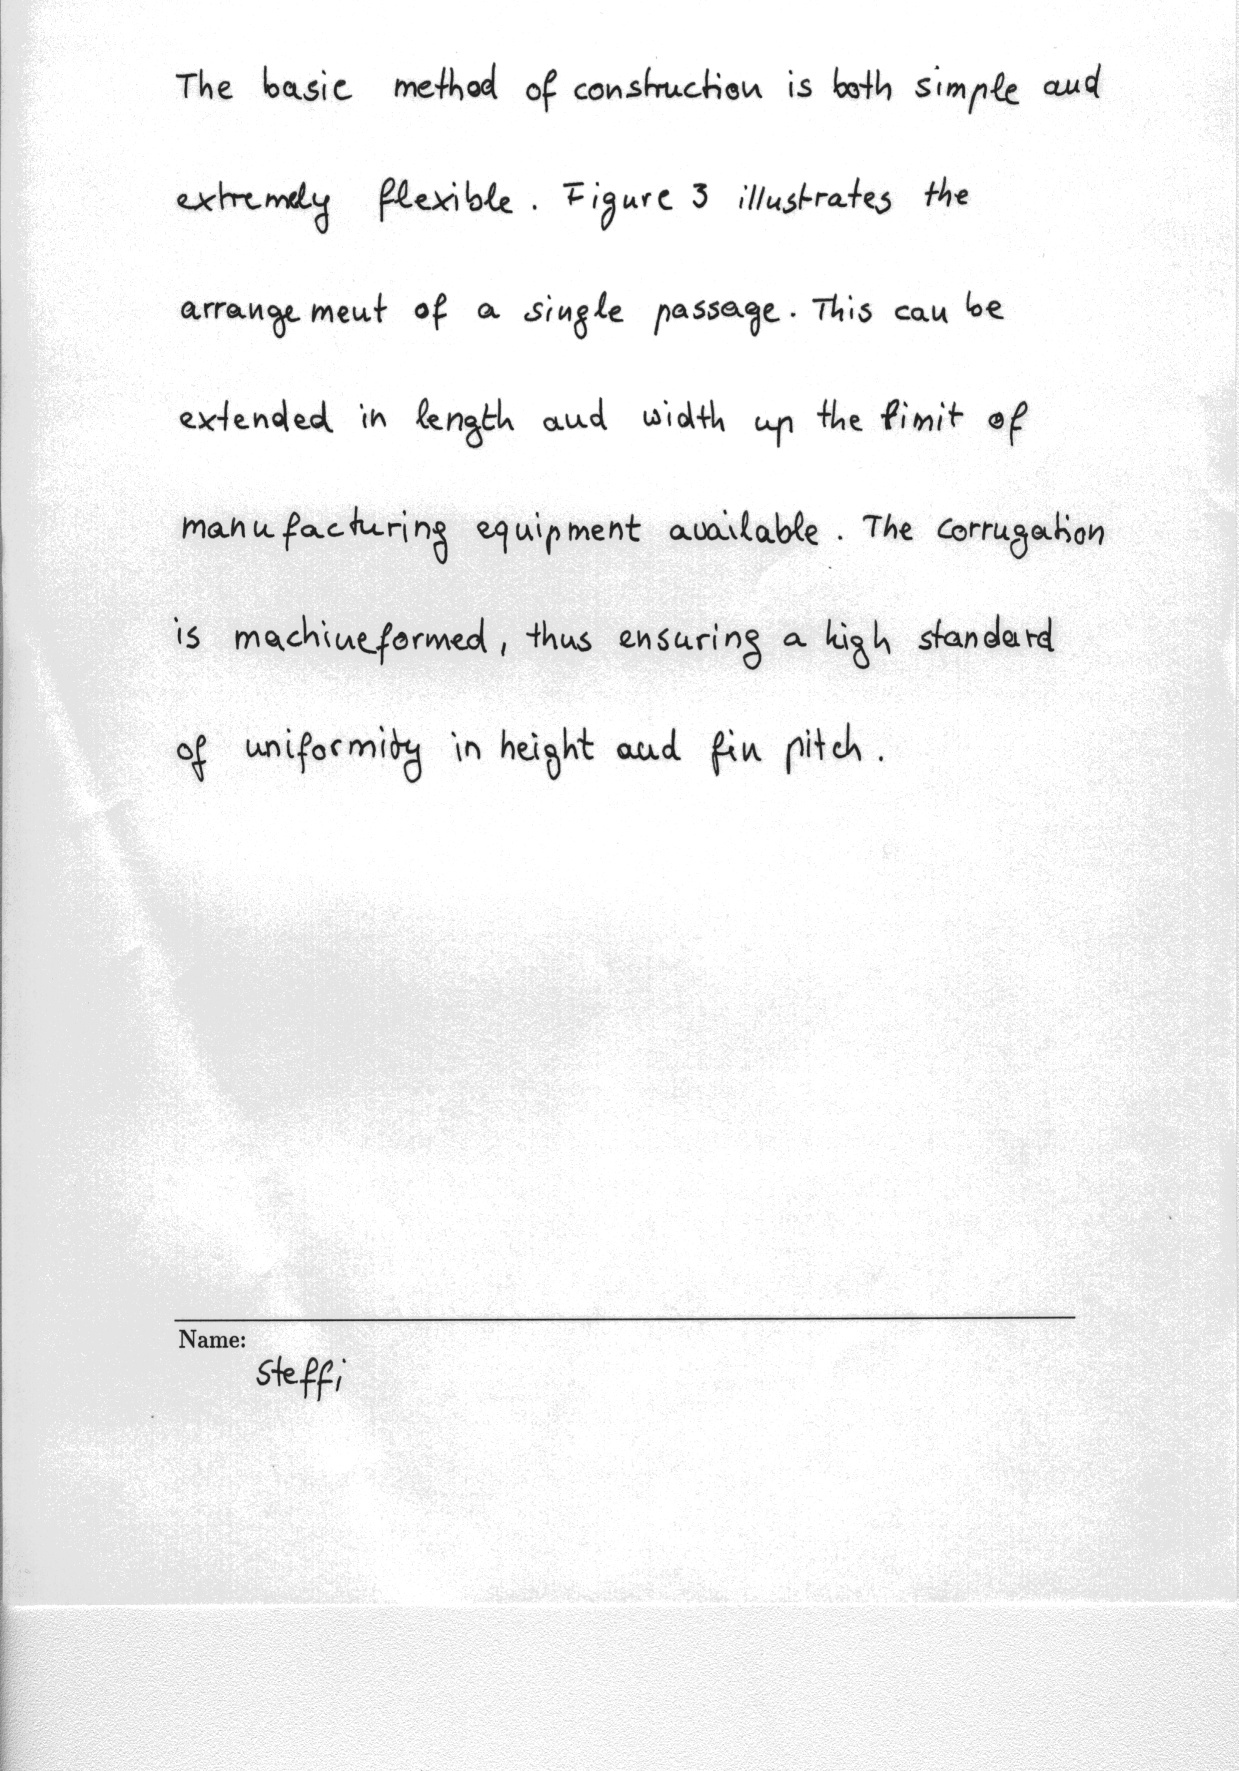 The basic method of construction is both simple and
extremely flexible. Figure 3 illustrates the
arrangement of a single passage. This can be
extended in length and width up the limit of
manufacturing equipment available. The corrugation
is machineformed, thus ensuring a high standard
of uniformity in height and fin pitch.
Name:
Steffi